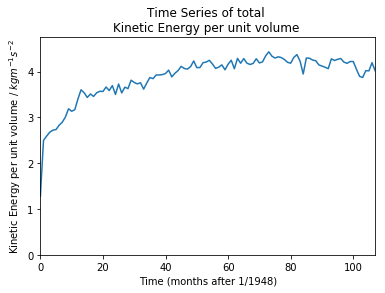 Time Series of total
Kinetic Energy per unit volume
Kinetic Energy per unit volume / kgm⁻¹s⁻²
4
3
2
1
0
0 20 40 60 80 100
Time (months after 1/1948)